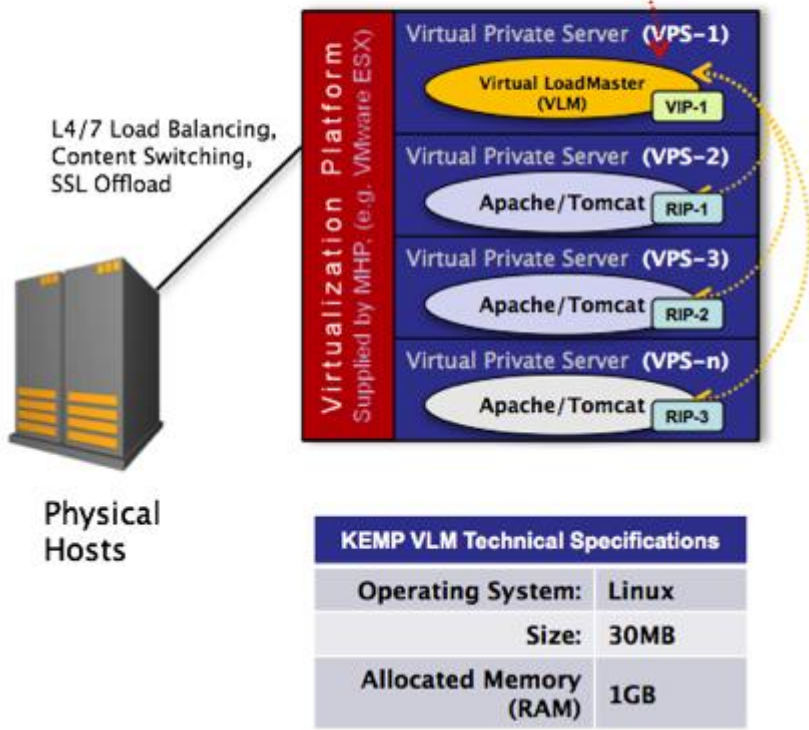 L4/7 Load Balancing,
Content Switching,
SSL Offload
Physical
Hosts
Virtualization Platform
Supplied by MHP, (e.g. VMware ESX)
Virtual Private Server (VPS-1)
Virtual LoadMaster
(VLM)
VIP-1
Virtual Private Server (VPS-2)
Apache/Tomcat
RIP-1
Virtual Private Server (VPS-3)
Apache/Tomcat
RIP-2
Virtual Private Server (VPS-n)
Apache/Tomcat
RIP-3
KEMP VLM Technical Specifications
Operating System: Linux
Size: 30MB
Allocated Memory
(RAM) 1GB